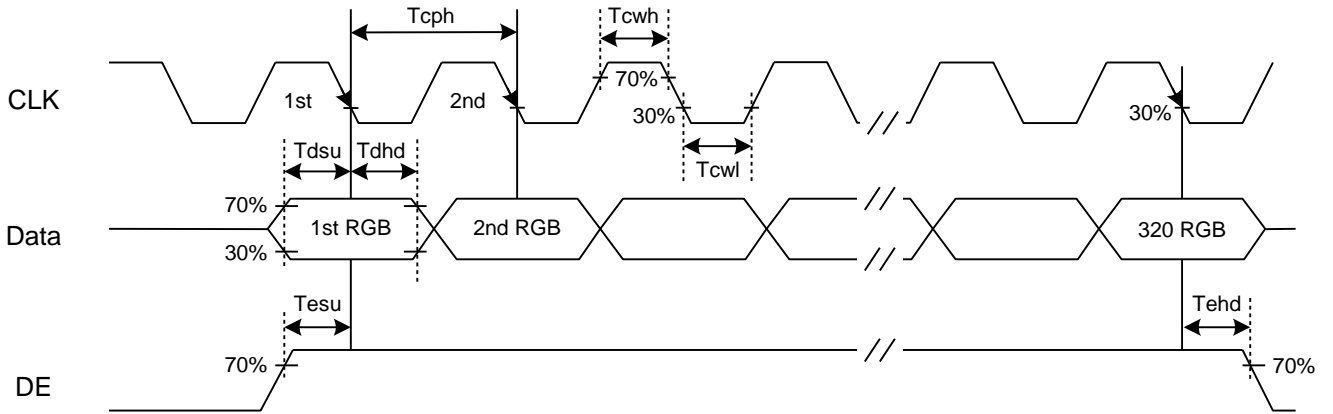 Tcph
Tcwh
CLK
1st
2nd
70%
30%
30%
Tcwl
Tdsu
Tdhd
70%
Data
1st RGB
2nd RGB
320 RGB
30%
Tesu
Tehd
70%
70%
DE